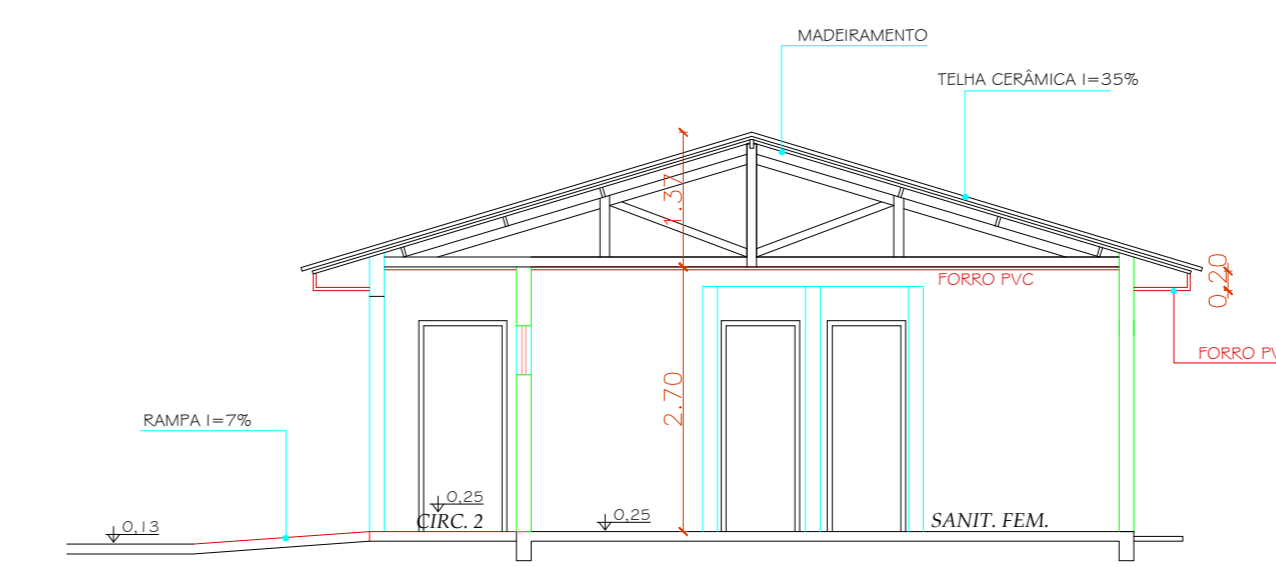 MADEIRAMENTO
TELHA CERÂMICA I=35%
1.37
FORRO PVC
0.20
FORRO
2.70
RAMPA I=7%
0,25
CIRC. 2
0,25
SANIT. FEM.
0,13